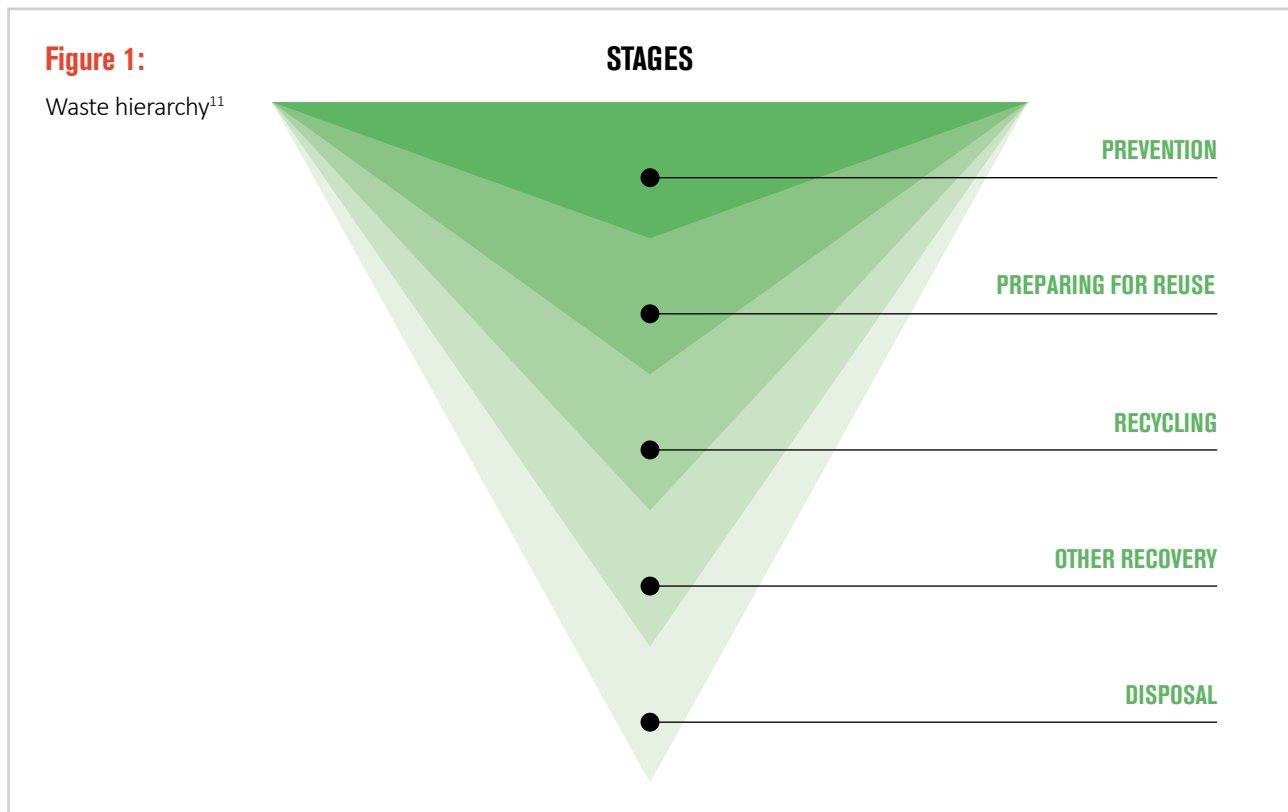 Figure 1:
STAGES
Waste hierarchy11
PREVENTION
PREPARING FOR REUSE
RECYCLING
OTHER RECOVERY
DISPOSAL